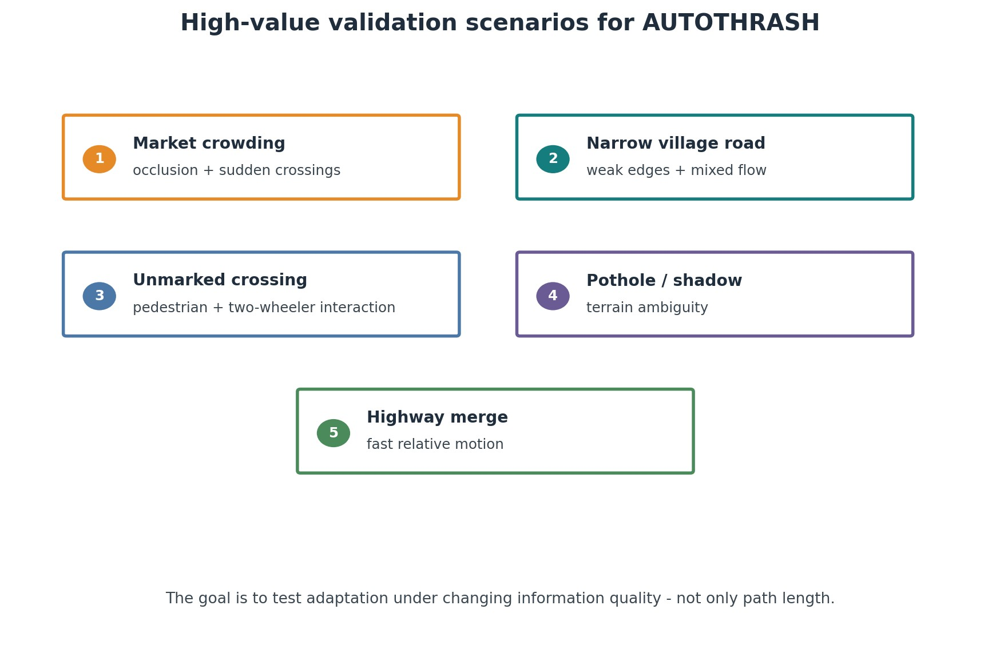 High-value validation scenarios for AUTOTHRASH
1
Market crowding
occlusion + sudden crossings
2
Narrow village road
weak edges + mixed flow
3
Unmarked crossing
pedestrian + two-wheeler interaction
4
Pothole / shadow
terrain ambiguity
5
Highway merge
fast relative motion
The goal is to test adaptation under changing information quality - not only path length.